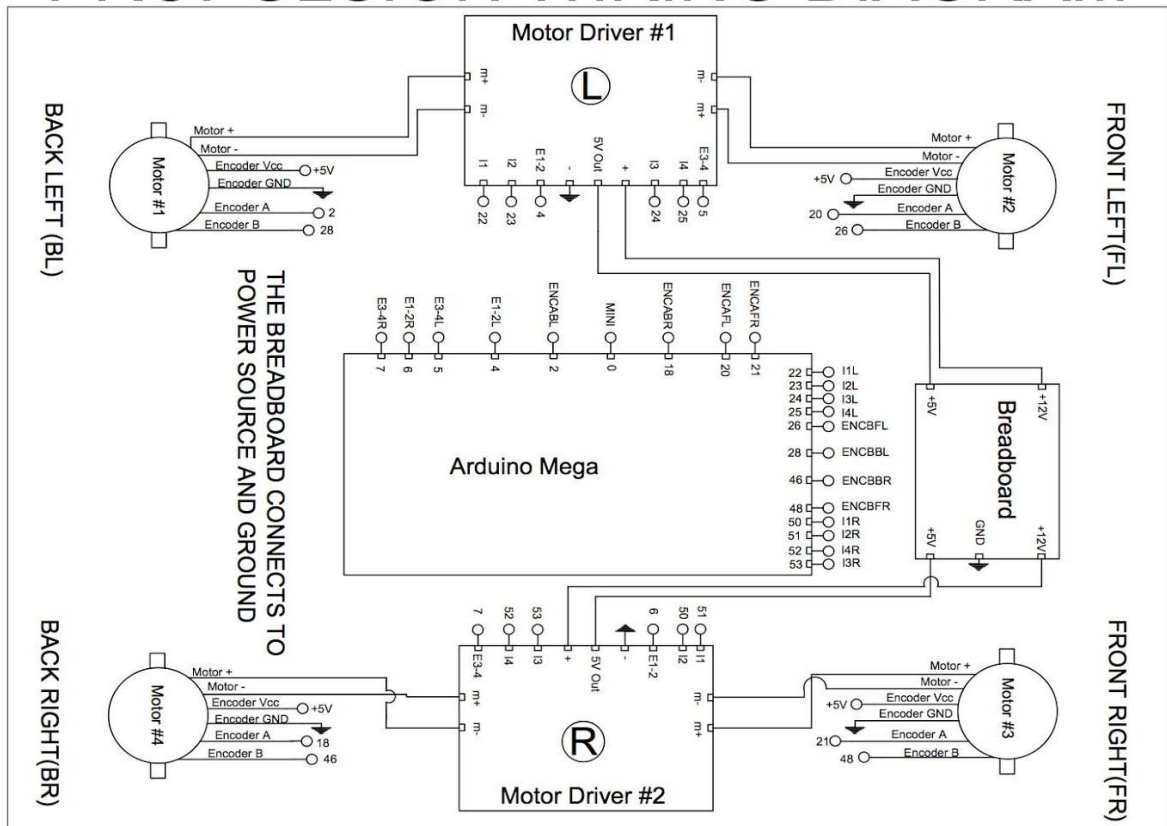 Motor Driver #1
L
m+
m-
m-
m+
I1
I2
E1-2
-
5V Out
+
I3
I4
E3-4
22
23
4
24
25
5
BACK LEFT (BL)
Motor #1
Motor +
Motor -
Encoder Vcc
+5V
Encoder GND
Encoder A
2
Encoder B
28
FRONT LEFT(FL)
Motor #2
Motor +
Motor -
+5V
Encoder Vcc
Encoder GND
20
Encoder A
26
Encoder B
THE BREADBOARD CONNECTS TO
POWER SOURCE AND GROUND
E3-4R
E1-2R
E3-4L
E1-2L
ENCABL
MINI
ENCABR
ENCAFL
ENCAFR
7
6
5
4
2
0
18
20
21
Arduino Mega
22 I1L
23 I2L
24 I3L
25 I4L
26 ENCBFL
28 ENCBBL
46 ENCBBR
48 ENCBFR
50 I1R
51 I2R
52 I4R
53 I3R
Breadboard
+5V
+12V
+5V
GND
+12V
BACK RIGHT(BR)
Motor #4
Motor +
Motor -
Encoder Vcc
+5V
Encoder GND
Encoder A
18
Encoder B
46
7
52
53
6
50
51
E3-4
I4
I3
+
5V Out
-
E1-2
I2
I1
m+
m-
m-
m+
R
Motor Driver #2
FRONT RIGHT(FR)
Motor #3
Motor +
Motor -
+5V
Encoder Vcc
Encoder GND
21
Encoder A
48
Encoder B